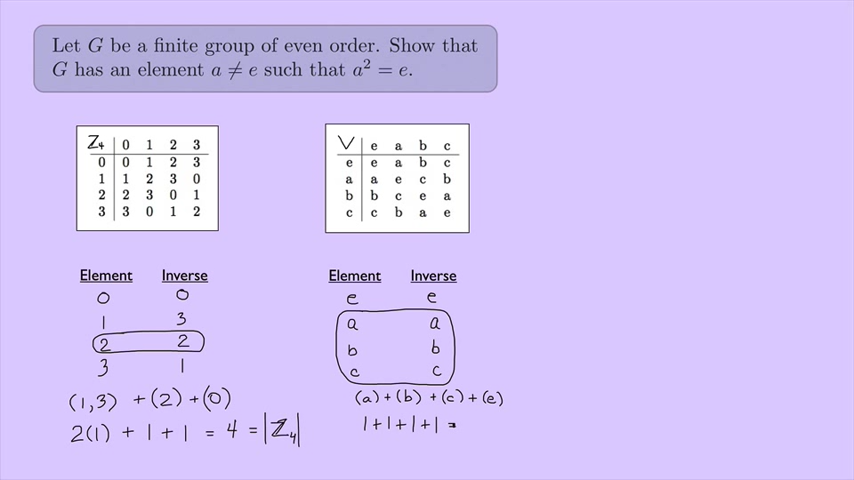 Let G be a finite group of even order. Show that
G has an element a ≠ e such that a² = e.
ℤ₄ 0 1 2 3
0 0 1 2 3
1 1 2 3 0
2 2 3 0 1
3 3 0 1 2
V e a b c
e e a b c
a a e c b
b b c e a
c c b a e
Element Inverse
0 0
1 3
2 2
3 1
(1,3) + (2) + (0)
2(1) + 1 + 1 = 4 = |ℤ₄|
Element Inverse
e e
a a
b b
c c
(a) + (b) + (c) + (e)
1 + 1 + 1 + 1 =